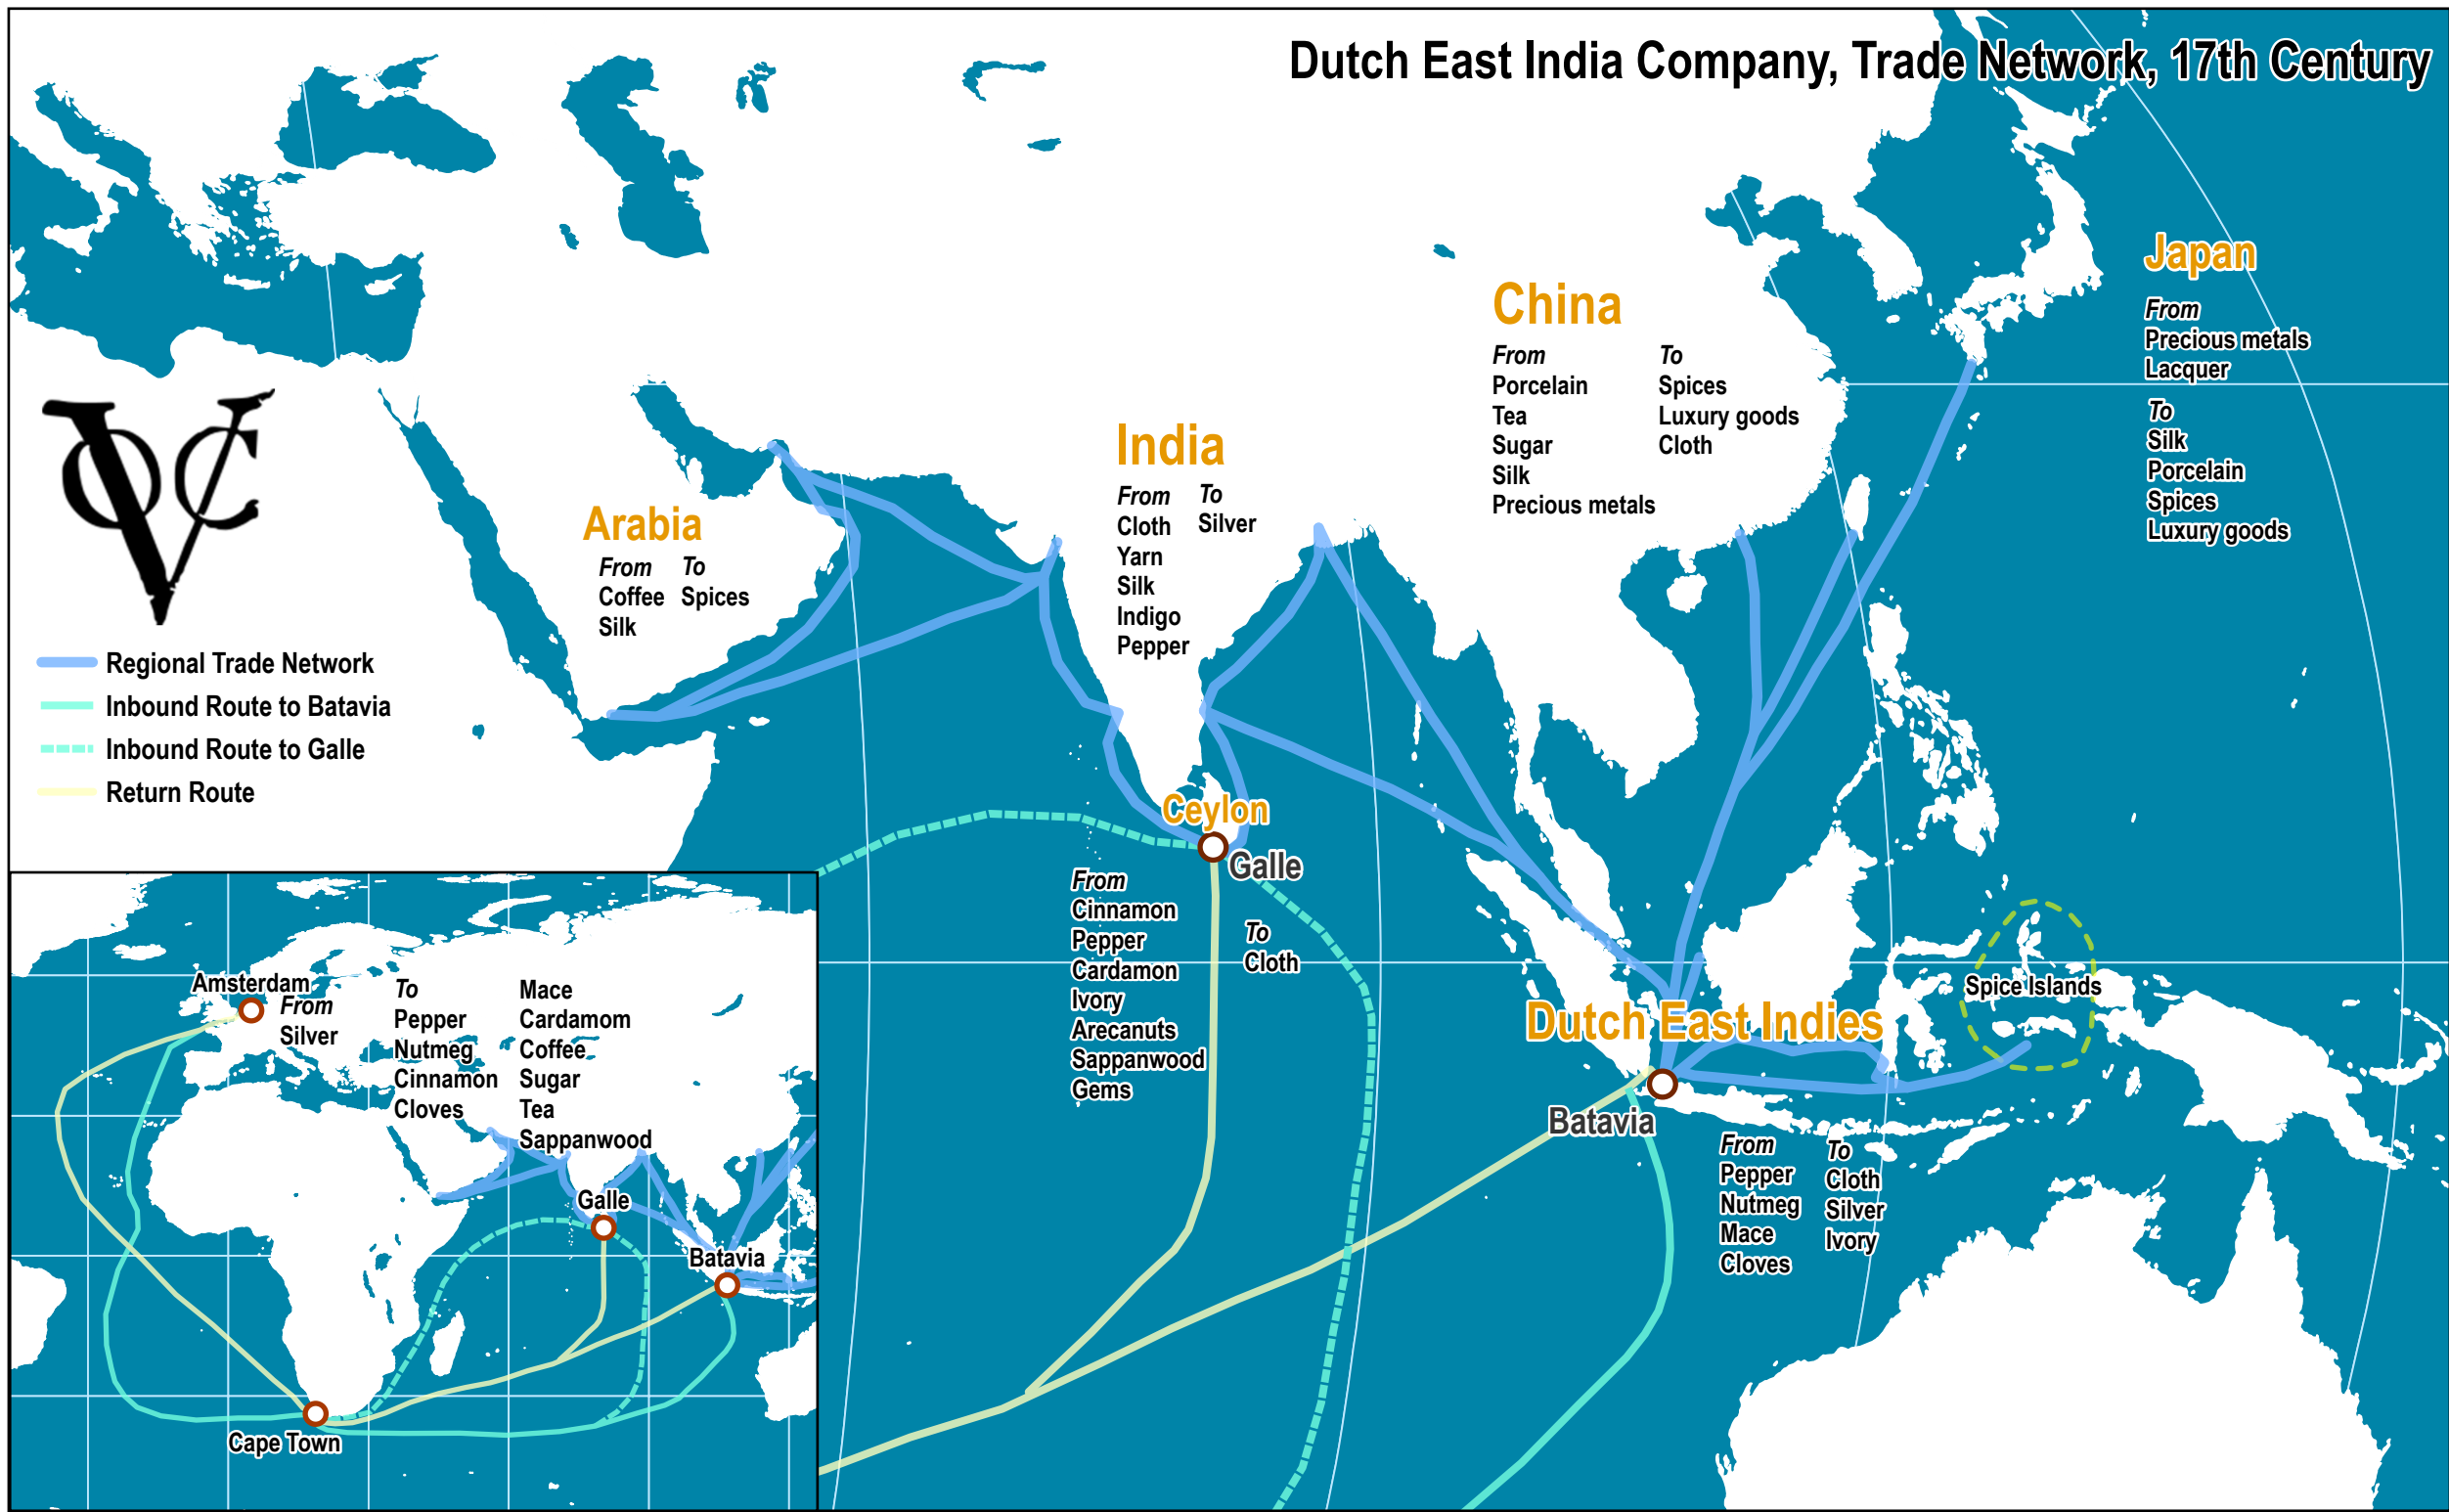 Dutch East India Company, Trade Network, 17th Century
VOC
Regional Trade Network
Inbound Route to Batavia
Inbound Route to Galle
Return Route
Arabia
From
Coffee
Silk
To
Spices
India
From
Cloth
Yarn
Silk
Indigo
Pepper
To
Silver
China
From
Porcelain
Tea
Sugar
Silk
Precious metals
To
Spices
Luxury goods
Cloth
Japan
From
Precious metals
Lacquer
To
Silk
Porcelain
Spices
Luxury goods
Ceylon
Galle
From
Cinnamon
Pepper
Cardamon
Ivory
Arecanuts
Sappanwood
Gems
To
Cloth
Spice Islands
Dutch East Indies
Batavia
From
Pepper
Nutmeg
Mace
Cloves
To
Cloth
Silver
Ivory
Amsterdam
From
Silver
To
Pepper
Nutmeg
Cinnamon
Cloves
Mace
Cardamom
Coffee
Sugar
Tea
Sappanwood
Galle
Batavia
Cape Town